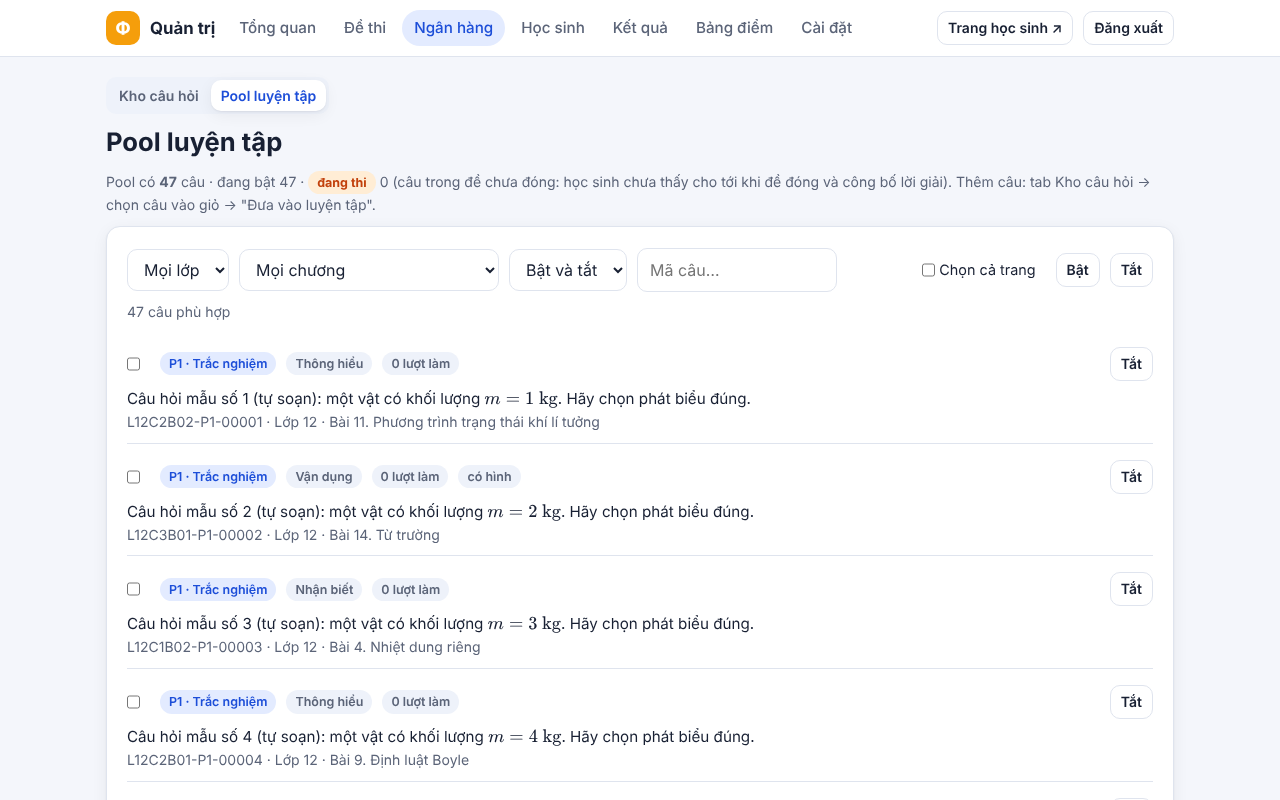 Φ Quản trị Tổng quan Đề thi Ngân hàng Học sinh Kết quả Bảng điểm Cài đặt Trang học sinh ↗ Đăng xuất
Kho câu hỏi Pool luyện tập
Pool luyện tập
Pool có 47 câu · đang bật 47 · đang thi 0 (câu trong đề chưa đóng: học sinh chưa thấy cho tới khi đề đóng và công bố lời giải). Thêm câu: tab Kho câu hỏi →
chọn câu vào giỏ → "Đưa vào luyện tập".
Mọi lớp Mọi chương Bật và tắt Mã câu... Chọn cả trang Bật Tắt
47 câu phù hợp
P1 · Trắc nghiệm Thông hiểu 0 lượt làm Tắt
Câu hỏi mẫu số 1 (tự soạn): một vật có khối lượng m = 1 kg. Hãy chọn phát biểu đúng.
L12C2B02-P1-00001 · Lớp 12 · Bài 11. Phương trình trạng thái khí lí tưởng
P1 · Trắc nghiệm Vận dụng 0 lượt làm có hình Tắt
Câu hỏi mẫu số 2 (tự soạn): một vật có khối lượng m = 2 kg. Hãy chọn phát biểu đúng.
L12C3B01-P1-00002 · Lớp 12 · Bài 14. Từ trường
P1 · Trắc nghiệm Nhận biết 0 lượt làm Tắt
Câu hỏi mẫu số 3 (tự soạn): một vật có khối lượng m = 3 kg. Hãy chọn phát biểu đúng.
L12C1B02-P1-00003 · Lớp 12 · Bài 4. Nhiệt dung riêng
P1 · Trắc nghiệm Thông hiểu 0 lượt làm Tắt
Câu hỏi mẫu số 4 (tự soạn): một vật có khối lượng m = 4 kg. Hãy chọn phát biểu đúng.
L12C2B01-P1-00004 · Lớp 12 · Bài 9. Định luật Boyle